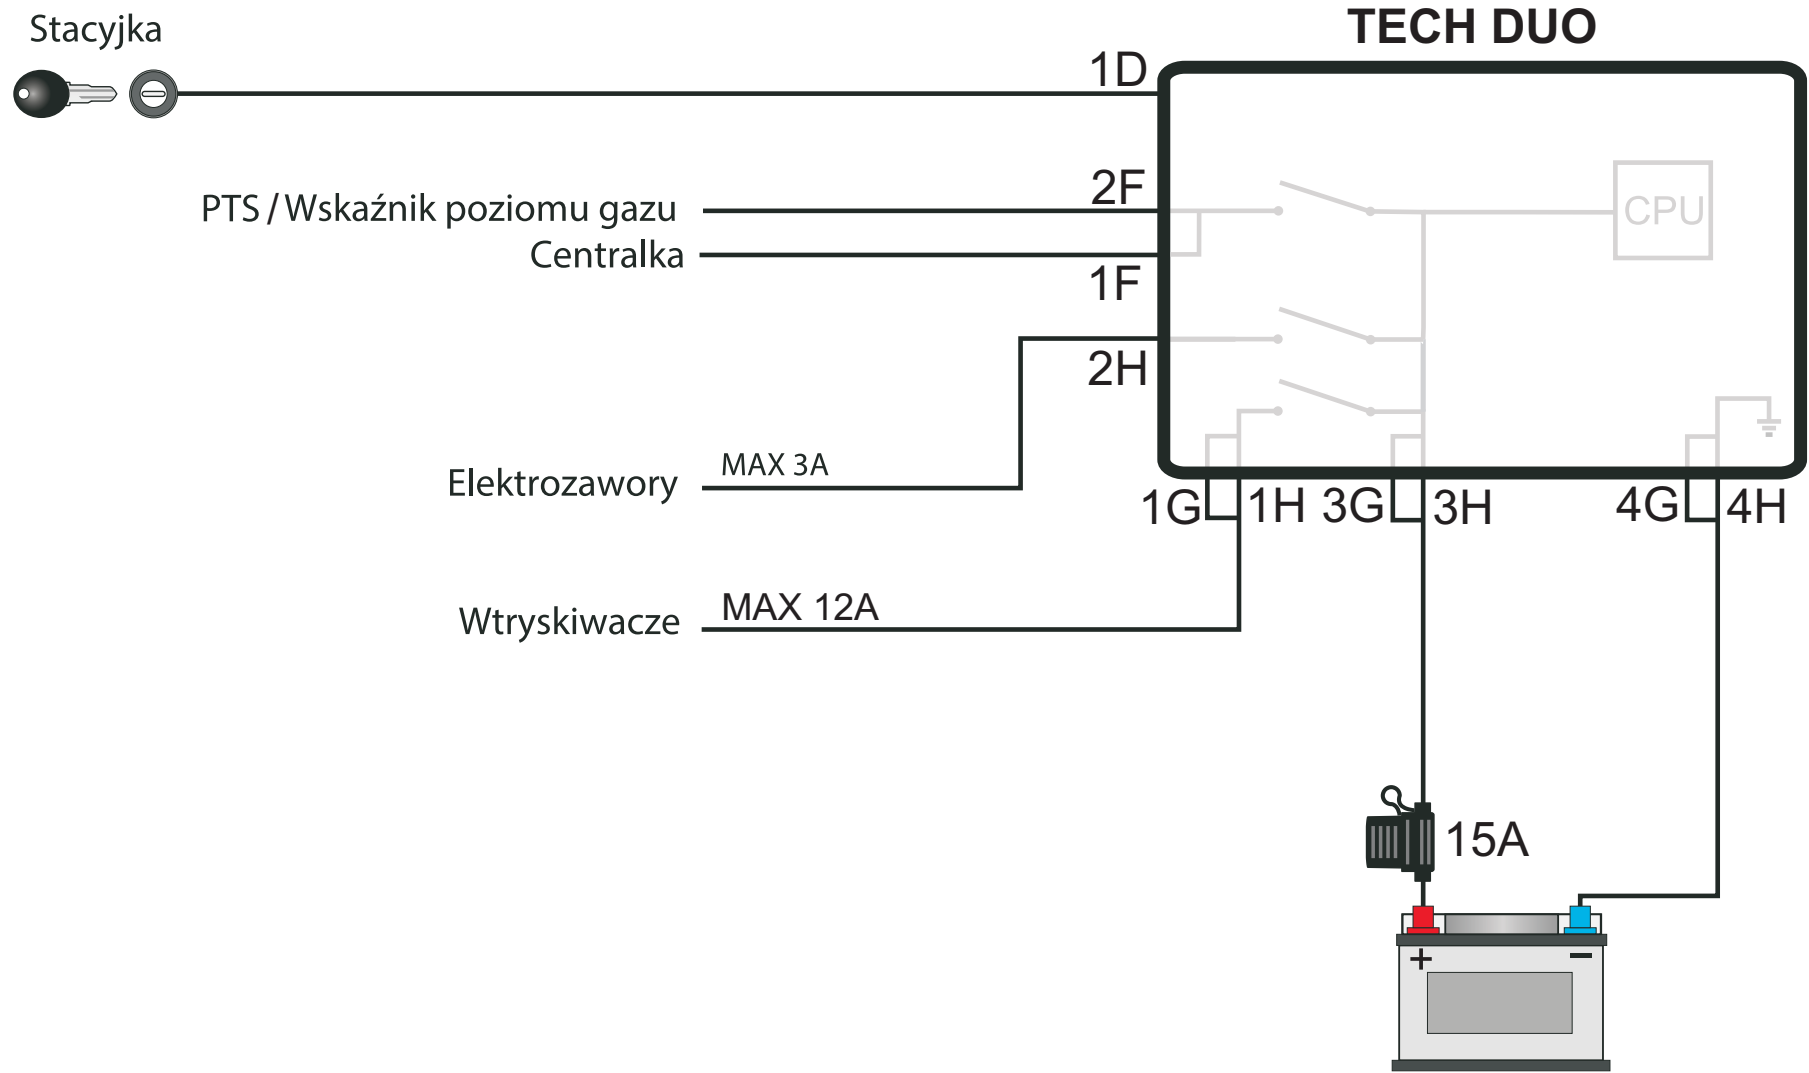 TECH DUO
Stacyjka
1D
2F
PTS / Wskaźnik poziomu gazu
CPU
Centralka
1F
2H
MAX 3A
Elektrozawory
1G 1H 3G 3H 4G 4H
MAX 12A
Wtryskiwacze
15A
+ −